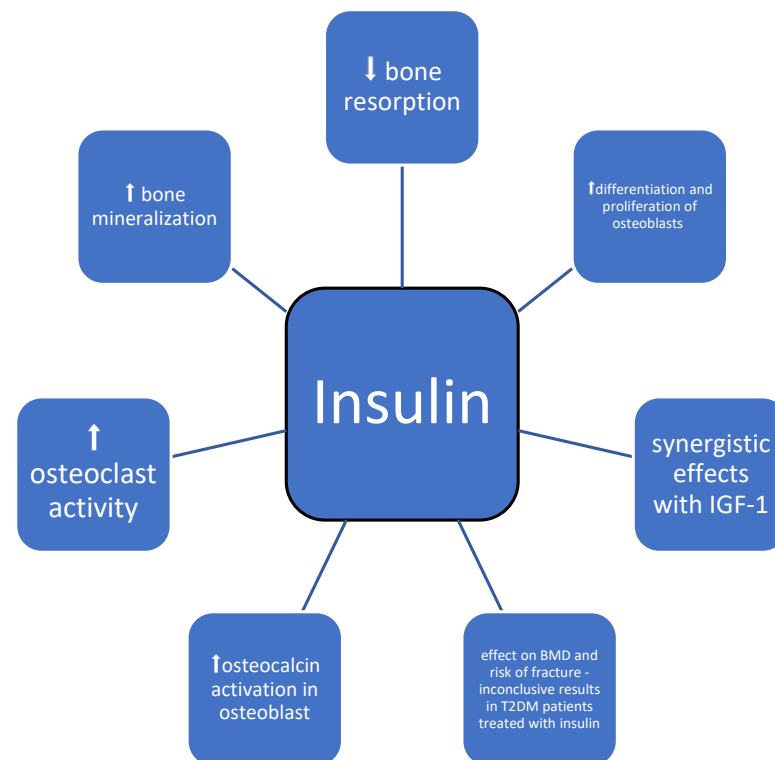 ⬇ bone
resorption
⬆differentiation and
proliferation of
osteoblasts
synergistic
effects
with IGF-1
effect on BMD and
risk of fracture -
inconclusive results
in T2DM patients
treated with insulin
⬆osteocalcin
activation in
osteoblast
⬆
osteoclast
activity
⬆ bone
mineralization
Insulin